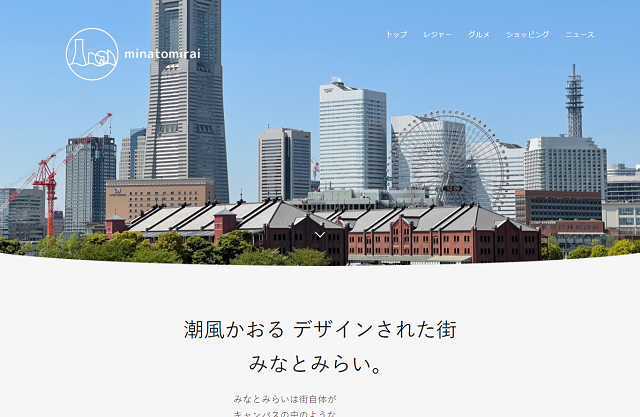 minatomirai
トップ レジャー グルメ ショッピング ニュース
潮風かおる デザインされた街
みなとみらい。
みなとみらいは街自体が
キャンバスの中のような